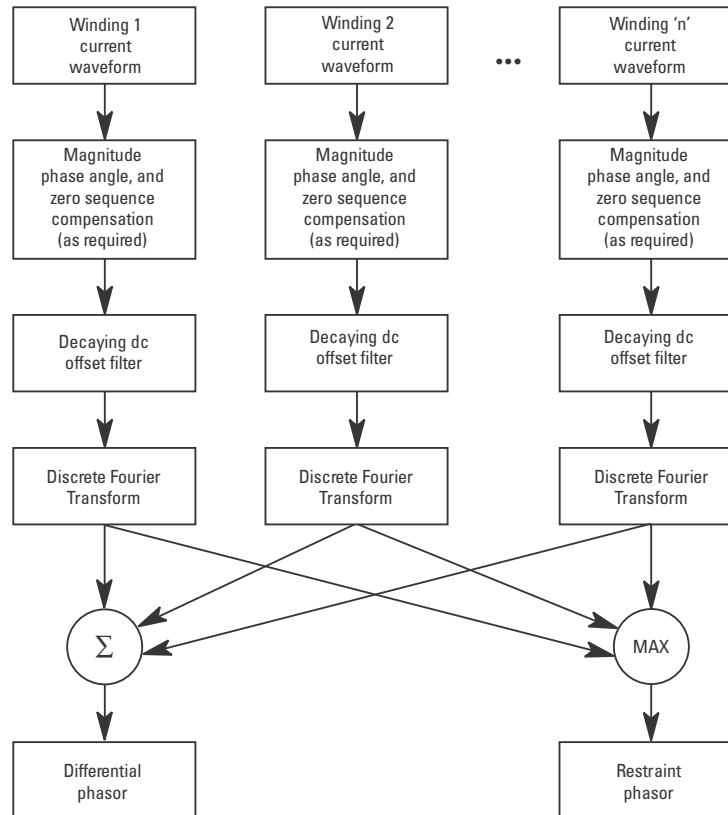 Winding 1
current
waveform
Winding 2
current
waveform
...
Winding ‘n’
current
waveform
Magnitude
phase angle, and
zero sequence
compensation
(as required)
Magnitude
phase angle, and
zero sequence
compensation
(as required)
Magnitude
phase angle, and
zero sequence
compensation
(as required)
Decaying dc
offset filter
Decaying dc
offset filter
Decaying dc
offset filter
Discrete Fourier
Transform
Discrete Fourier
Transform
Discrete Fourier
Transform
Σ
MAX
Differential
phasor
Restraint
phasor